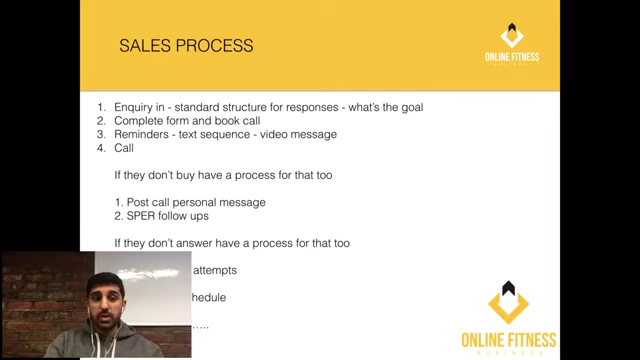 SALES PROCESS
ONLINE FITNESS
BUSINESS
1. Enquiry in - standard structure for responses - what's the goal
2. Complete form and book call
3. Reminders - text sequence - video message
4. Call
If they don't buy have a process for that too
1. Post call personal message
2. SPER follow ups
If they don't answer have a process for that too
attempts
…..
ONLINE FITNESS
BUSINESS